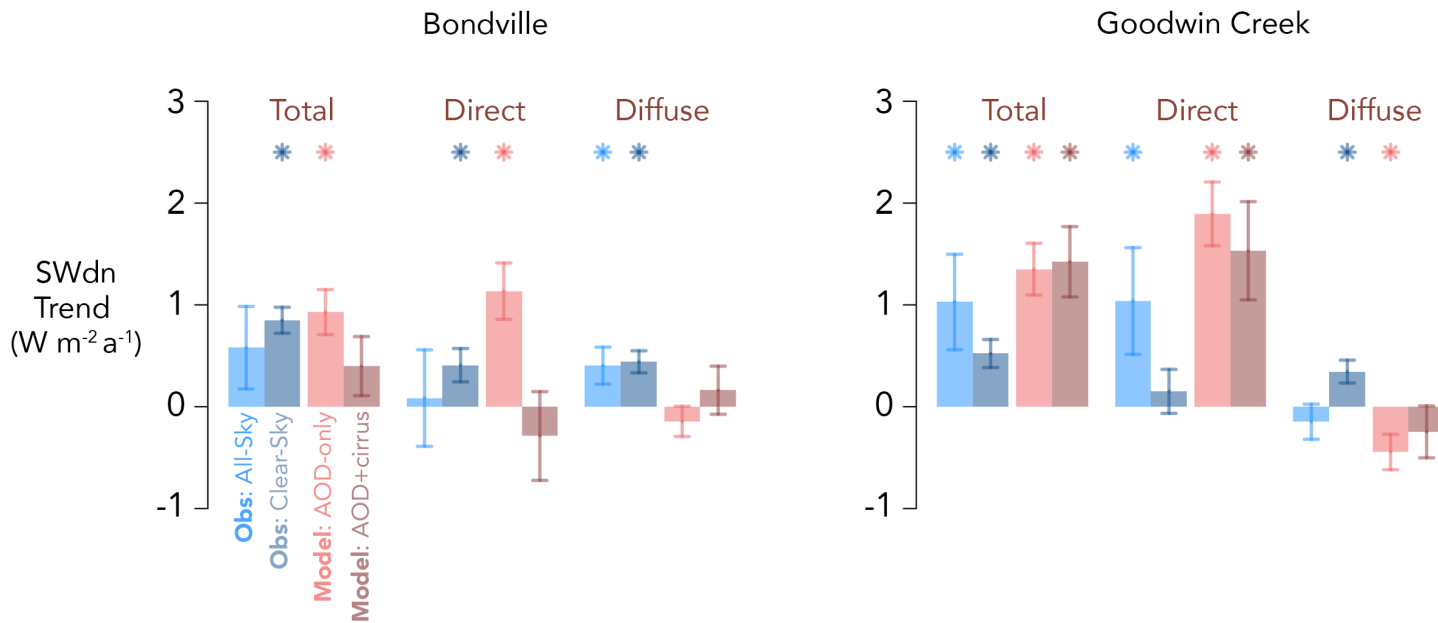 Bondville
Goodwin Creek
3
Total
Direct
Diffuse
3
Total
Direct
Diffuse
2
2
SWdn
Trend
(W m-2 a-1)
1
1
0
0
-1
-1
Obs: All-Sky
Obs: Clear-Sky
Model: AOD-only
Model: AOD+cirrus